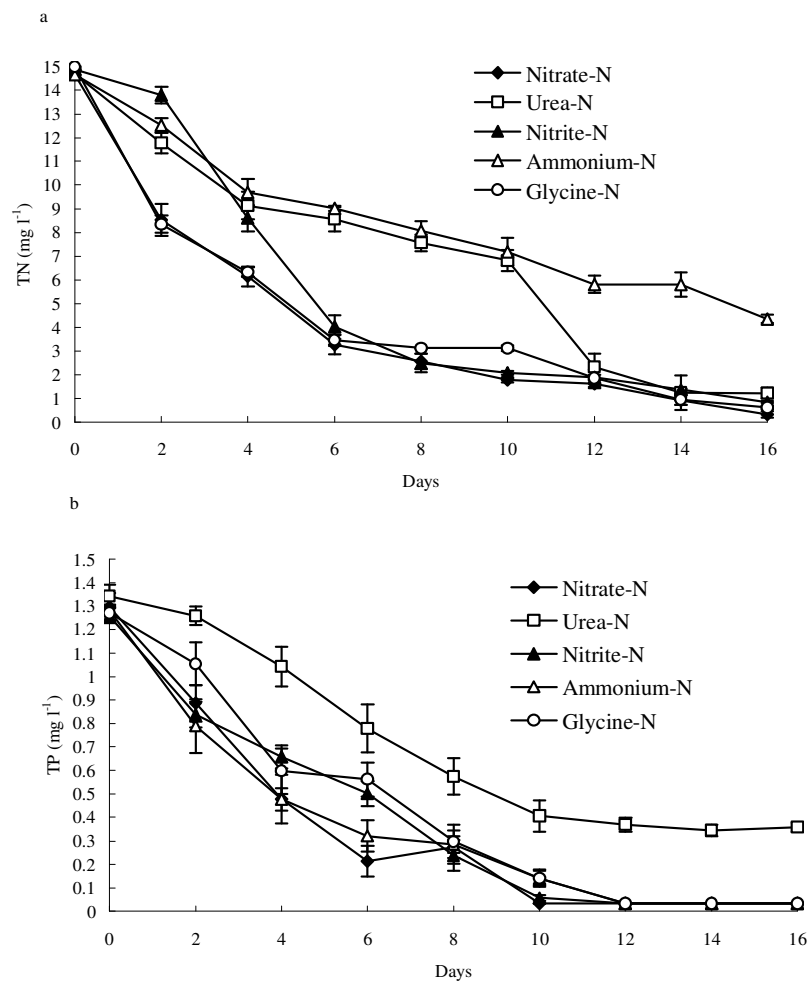 a
15
14
13
12
11
10
9
8
7
6
5
4
3
2
1
0
TN (mg l⁻¹)
Nitrate-N
Urea-N
Nitrite-N
Ammonium-N
Glycine-N
0 2 4 6 8 10 12 14 16
Days
b
1.5
1.4
1.3
1.2
1.1
1
0.9
0.8
0.7
0.6
0.5
0.4
0.3
0.2
0.1
0
TP (mg l⁻¹)
Nitrate-N
Urea-N
Nitrite-N
Ammonium-N
Glycine-N
0 2 4 6 8 10 12 14 16
Days